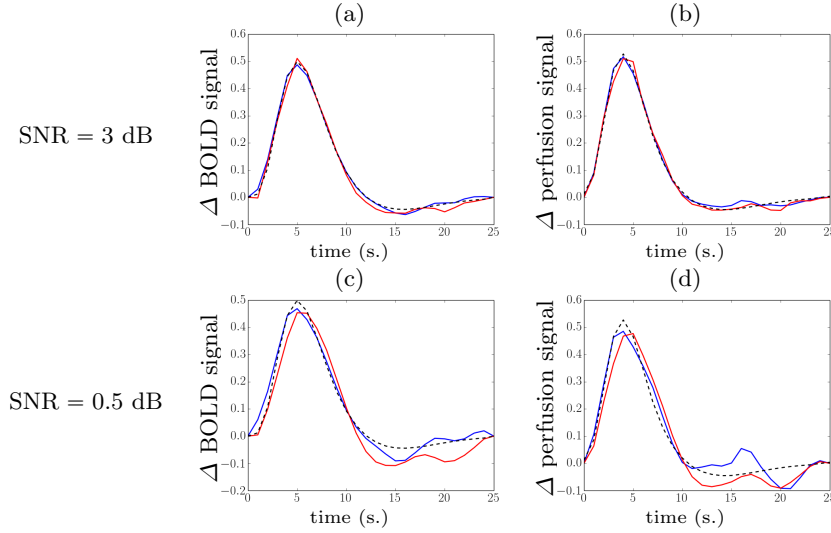 (a)
(b)
SNR = 3 dB
Δ BOLD signal
0.6
0.5
0.4
0.3
0.2
0.1
0.0
−0.1
0 5 10 15 20 25
time (s.)
Δ perfusion signal
0.6
0.5
0.4
0.3
0.2
0.1
0.0
−0.1
0 5 10 15 20 25
time (s.)
(c)
(d)
SNR = 0.5 dB
Δ BOLD signal
0.5
0.4
0.3
0.2
0.1
0.0
−0.1
−0.2
0 5 10 15 20 25
time (s.)
Δ perfusion signal
0.6
0.5
0.4
0.3
0.2
0.1
0.0
−0.1
0 5 10 15 20 25
time (s.)